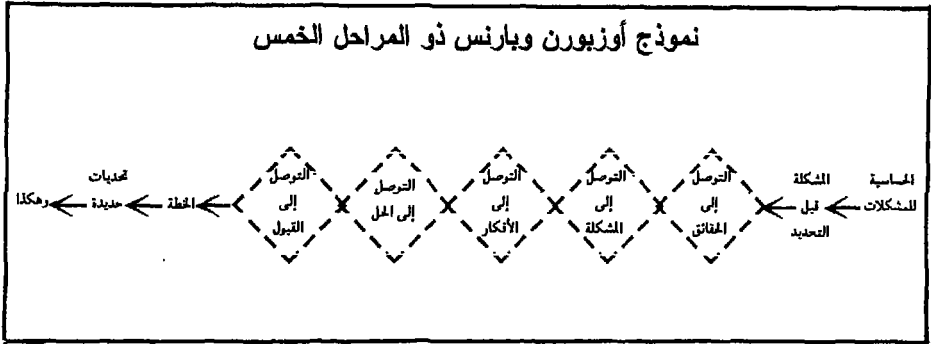 نموذج أوزبورن وبارنس ذو المراحل الخمس
الحساسية
للمشكلات
المشكلة
قبل
التحديد
التوصل
إلى
الحقائق
التوصل
إلى
المشكلة
التوصل
إلى
الأفكار
التوصل
إلى الحل
التوصل
إلى
القبول
الخطة
تحديات
جديدة
وهكذا